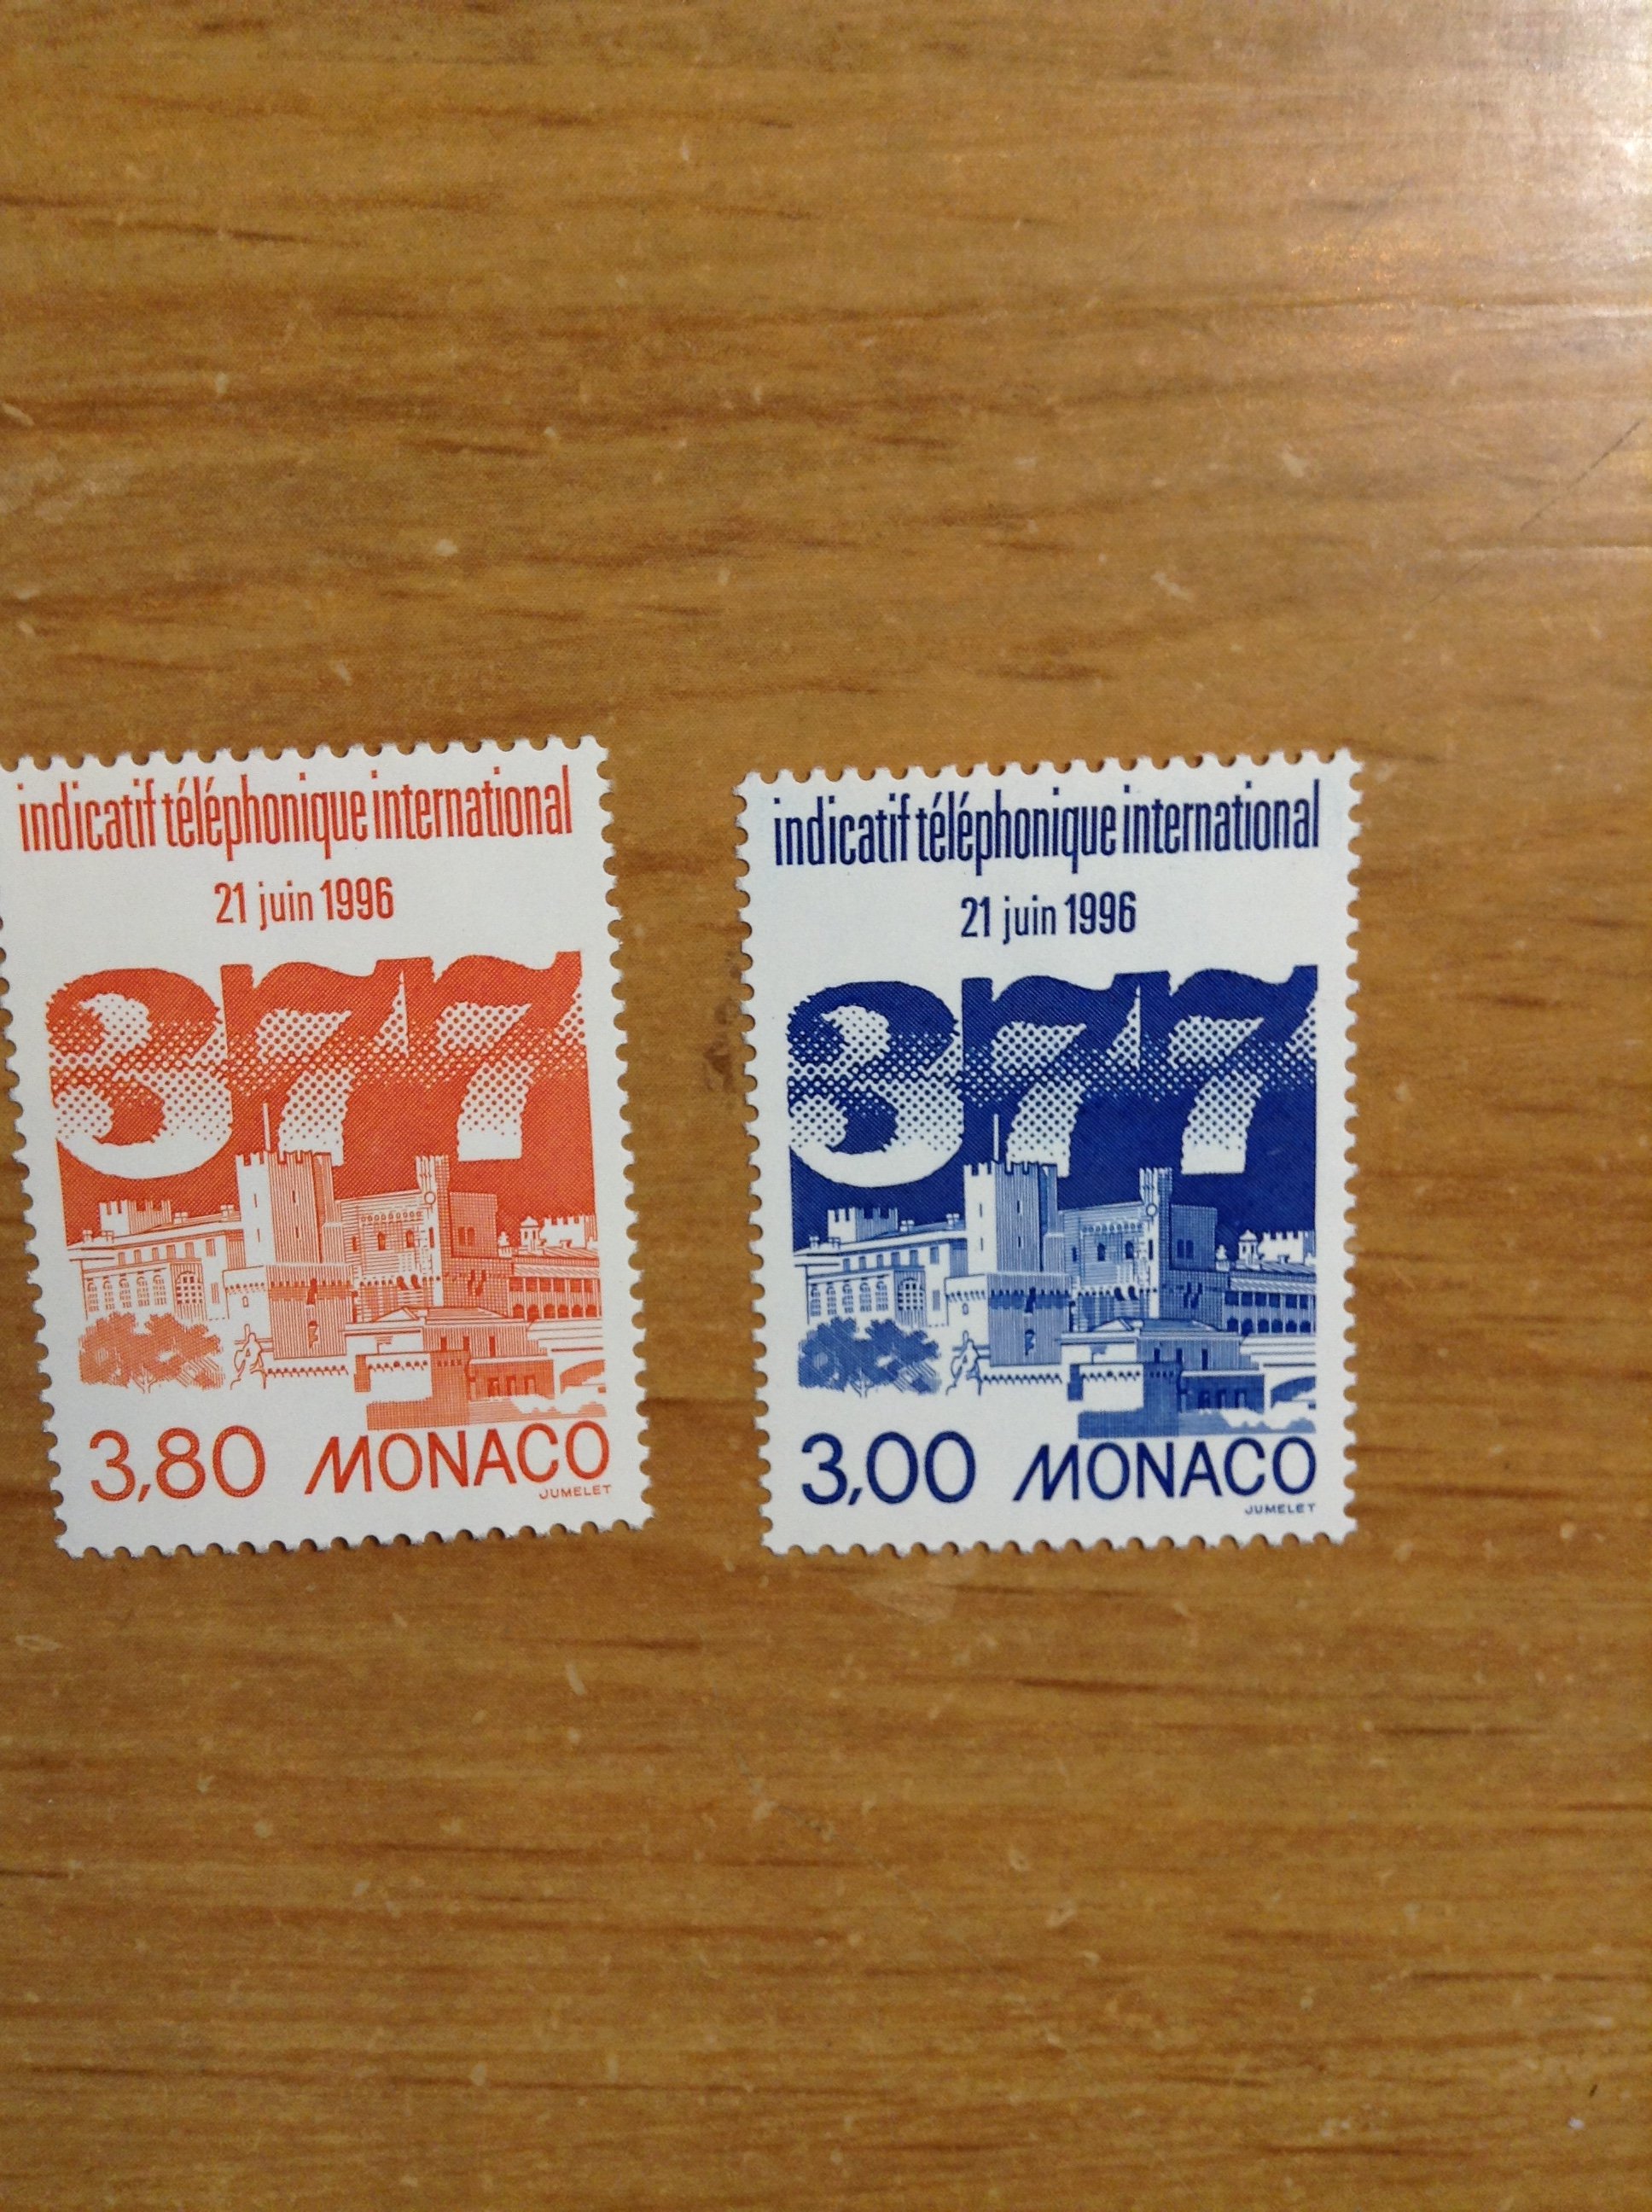 indicatif téléphonique international
21 juin 1996
377
3,80 MONACO
JUMELET
indicatif téléphonique international
21 juin 1996
377
3,00 MONACO
JUMELET